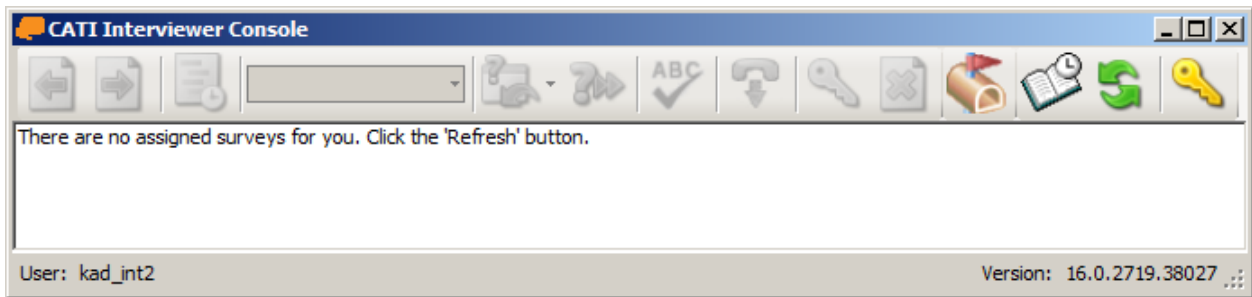 CATI Interviewer Console
ABC
There are no assigned surveys for you. Click the 'Refresh' button.
User: kad_int2
Version: 16.0.2719.38027